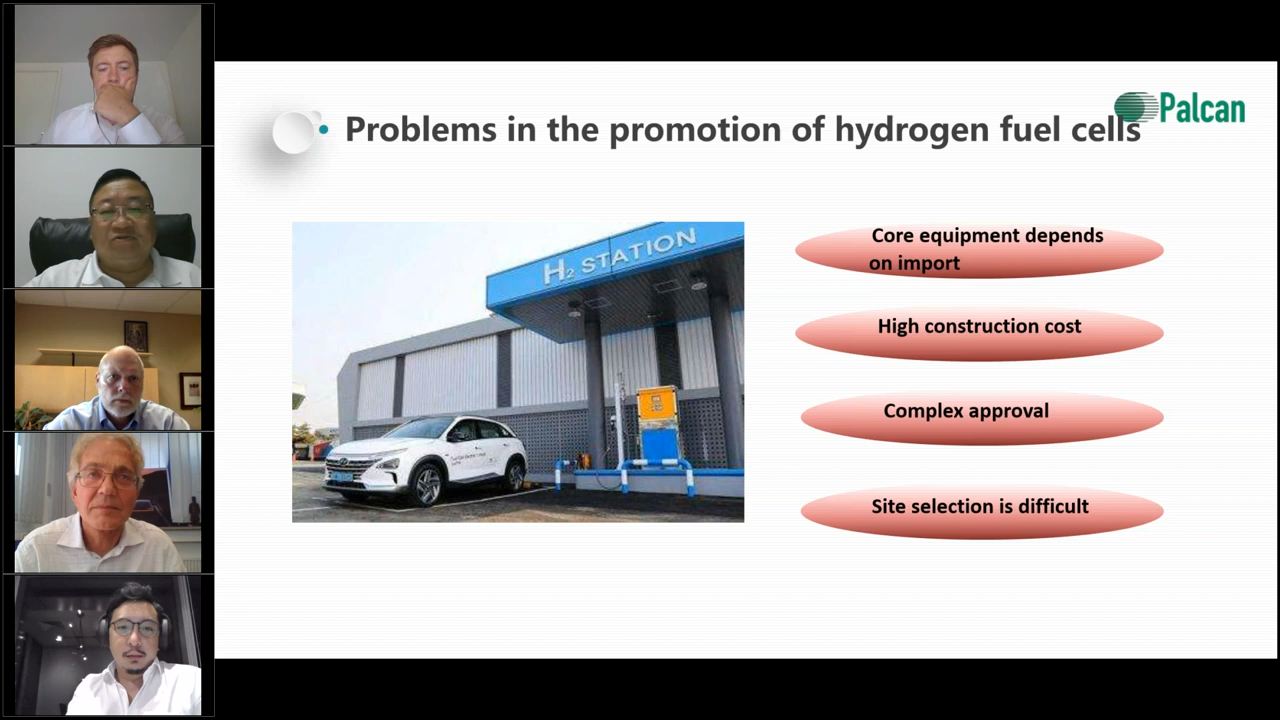 Problems in the promotion of hydrogen fuel cells
Palcan
H2 STATION
Core equipment depends
on import
High construction cost
Complex approval
Site selection is difficult